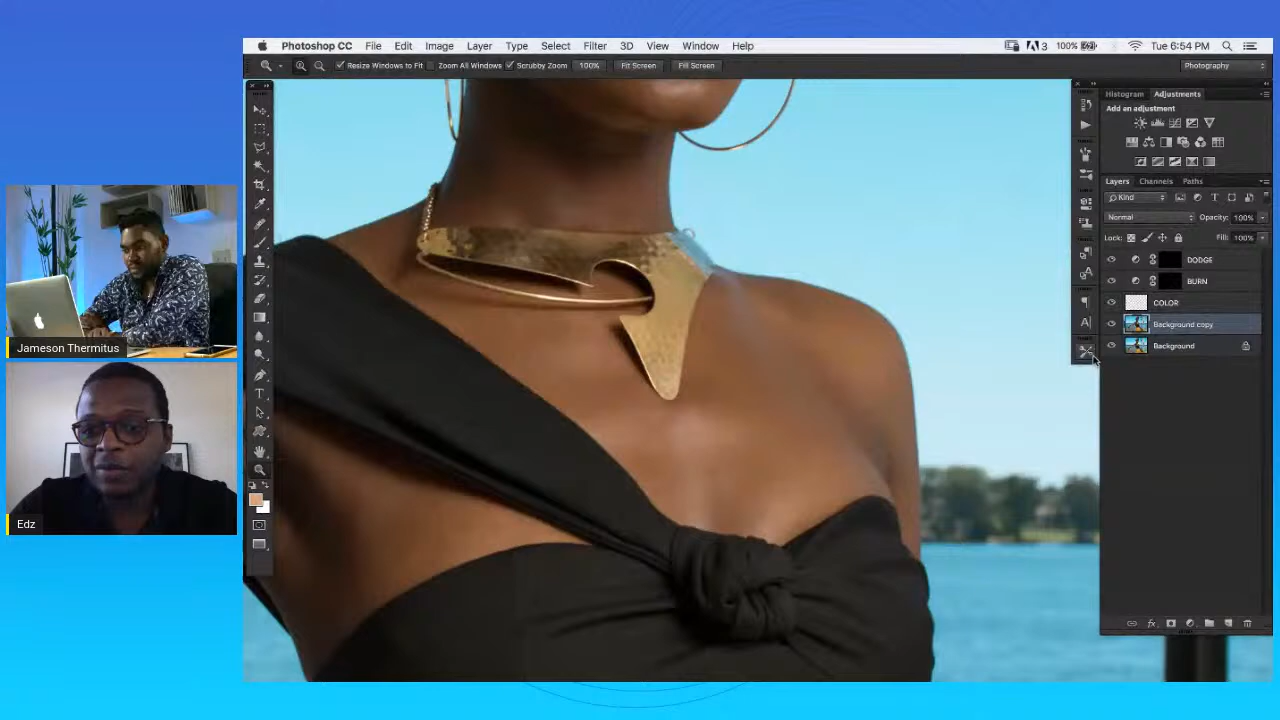 Photoshop CC File Edit Image Layer Type Select Filter 3D View Window Help 3 100% Tue 6:54 PM
Resize Windows to Fit Zoom All Windows Scrubby Zoom 100% Fit Screen Fill Screen Photography
Histogram Adjustments
Add an adjustment
Layers Channels Paths
Kind
Normal Opacity: 100%
Lock: Fill: 100%
DODGE
BURN
COLOR
Background copy
Background
Jameson Thermitus
Edz